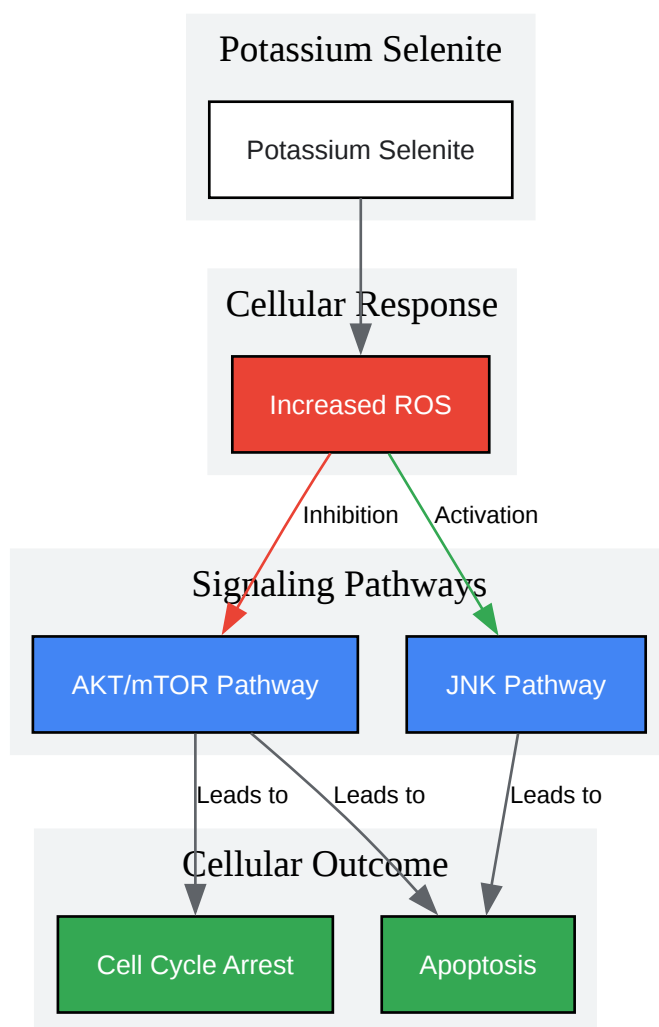 Potassium Selenite
Potassium Selenite
Cellular Response
Increased ROS
Inhibition
Activation
Signaling Pathways
AKT/mTOR Pathway
JNK Pathway
Leads to
Leads to
Leads to
Cellular Outcome
Cell Cycle Arrest
Apoptosis